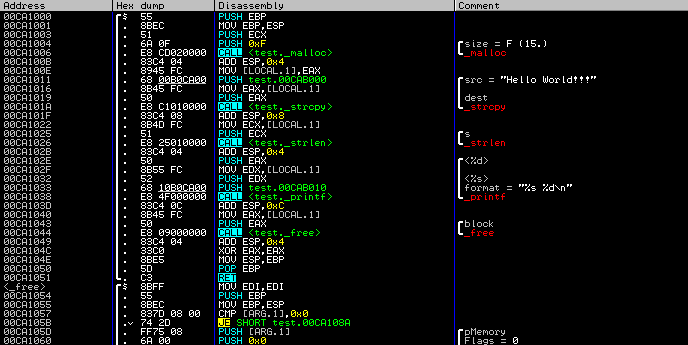 Address Hex dump Disassembly Comment
00CA1000 $ 55 PUSH EBP
00CA1001 . 8BEC MOV EBP,ESP
00CA1003 . 51 PUSH ECX
00CA1004 . 6A 0F PUSH 0xF size = F (15.)
00CA1006 . E8 CD020000 CALL <test._malloc> _malloc
00CA100B . 83C4 04 ADD ESP,0x4
00CA100E . 8945 FC MOV [LOCAL.1],EAX
00CA1011 . 68 00B0CA00 PUSH test.00CAB000 src = "Hello World!!!"
00CA1016 . 8B45 FC MOV EAX,[LOCAL.1]
00CA1019 . 50 PUSH EAX dest
00CA101A . E8 C1010000 CALL <test._strcpy> _strcpy
00CA101F . 83C4 08 ADD ESP,0x8
00CA1022 . 8B4D FC MOV ECX,[LOCAL.1]
00CA1025 . 51 PUSH ECX s
00CA1026 . E8 25010000 CALL <test._strlen> _strlen
00CA102B . 83C4 04 ADD ESP,0x4
00CA102E . 50 PUSH EAX <%d>
00CA102F . 8B55 FC MOV EDX,[LOCAL.1]
00CA1032 . 52 PUSH EDX <%s>
00CA1033 . 68 10B0CA00 PUSH test.00CAB010 format = "%s %d\n"
00CA1038 . E8 4F000000 CALL <test._printf> _printf
00CA103D . 83C4 0C ADD ESP,0xC
00CA1040 . 8B45 FC MOV EAX,[LOCAL.1]
00CA1043 . 50 PUSH EAX block
00CA1044 . E8 09000000 CALL <test._free> _free
00CA1049 . 83C4 04 ADD ESP,0x4
00CA104C . 33C0 XOR EAX,EAX
00CA104E . 8BE5 MOV ESP,EBP
00CA1050 . 5D POP EBP
00CA1051 . C3 RET
<_free> $ 8BFF MOV EDI,EDI
00CA1054 . 55 PUSH EBP
00CA1055 . 8BEC MOV EBP,ESP
00CA1057 . 837D 08 00 CMP [ARG.1],0x0
00CA105B . 74 2D JE SHORT test.00CA108A
00CA105D . FF75 08 PUSH [ARG.1] pMemory
00CA1060 . 6A 00 PUSH 0x0 Flags = 0